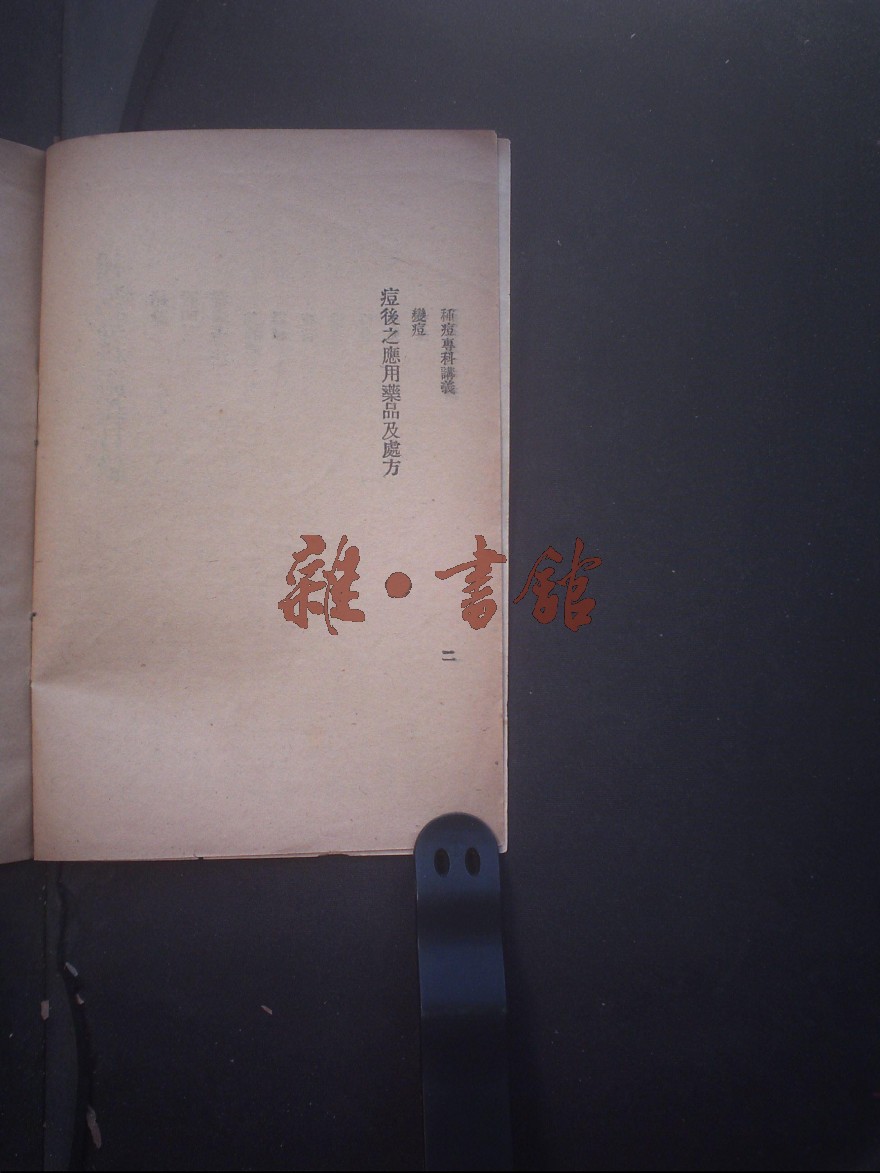 種痘專科講義
二
變痘
痘後之應用藥品及處方
雜·書館